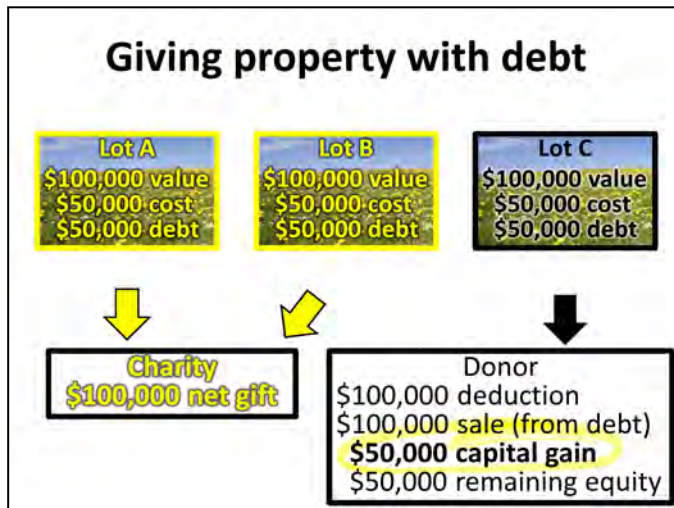 Giving property with debt
Lot A
$100,000 value
$50,000 cost
$50,000 debt
Lot B
$100,000 value
$50,000 cost
$50,000 debt
Lot C
$100,000 value
$50,000 cost
$50,000 debt
Charity
$100,000 net gift
Donor
$100,000 deduction
$100,000 sale (from debt)
$50,000 capital gain
$50,000 remaining equity